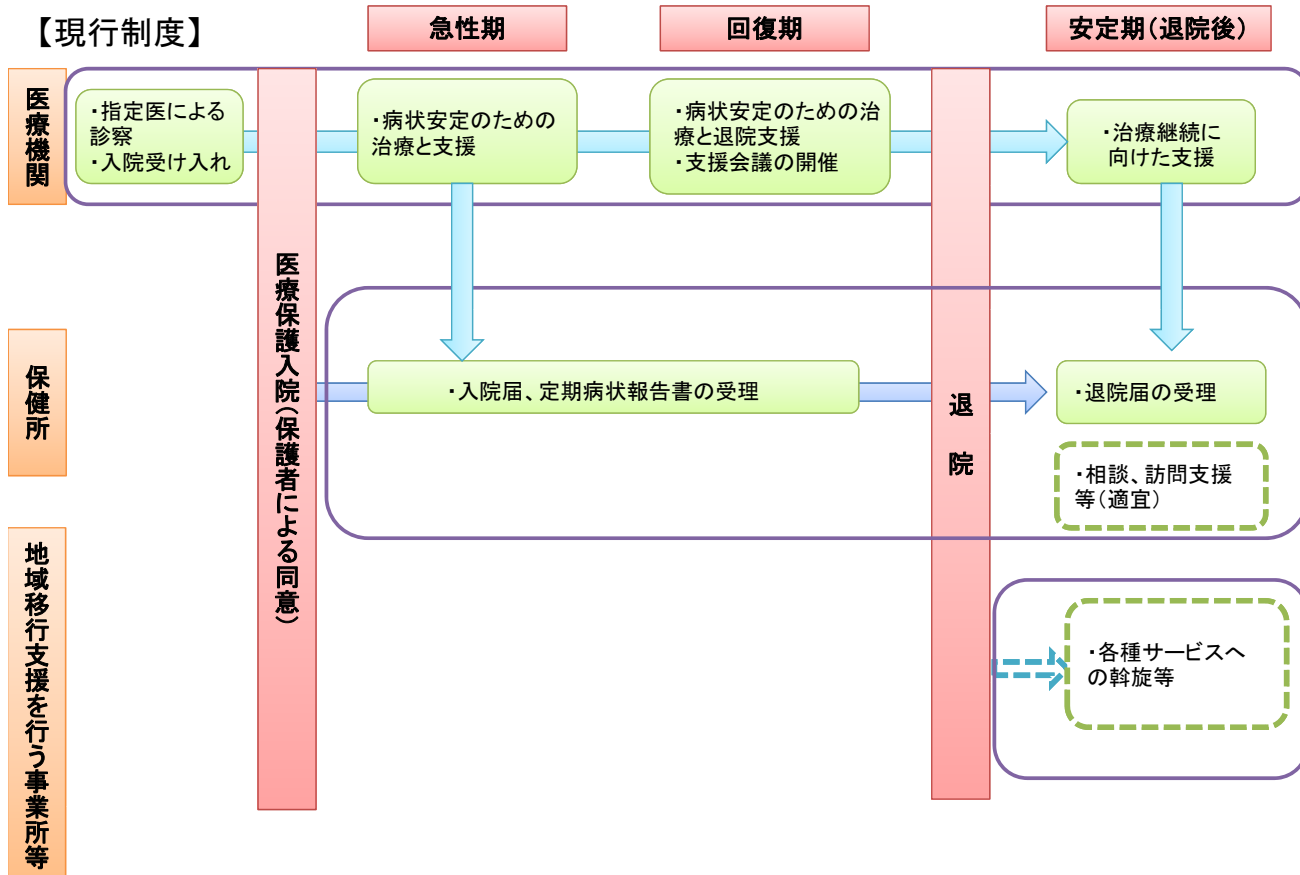 【現行制度】
急性期
回復期
安定期(退院後)
医療機関
・指定医による
診察
・入院受け入れ
・病状安定のための
治療と支援
・病状安定のための治
療と退院支援
・支援会議の開催
・治療継続に
向けた支援
医療保護入院(保護者による同意)
退院
保健所
・入院届、定期病状報告書の受理
・退院届の受理
・相談、訪問支援
等(適宜)
地域移行支援を行う事業所等
・各種サービスへ
の斡旋等